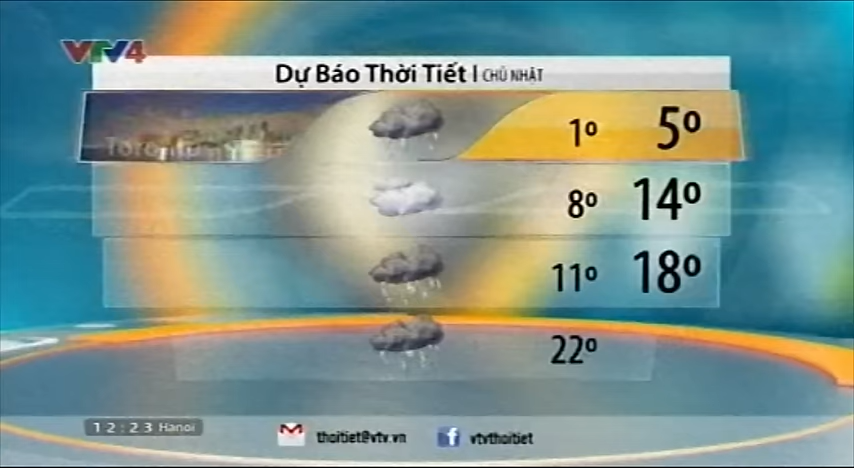 VTV4
Dự Báo Thời Tiết | CHỦ NHẬT
1º 5º
8º 14º
11º 18º
22º
12:23 Hanoi
thoitiet@vtv.vn vtvthoitiet